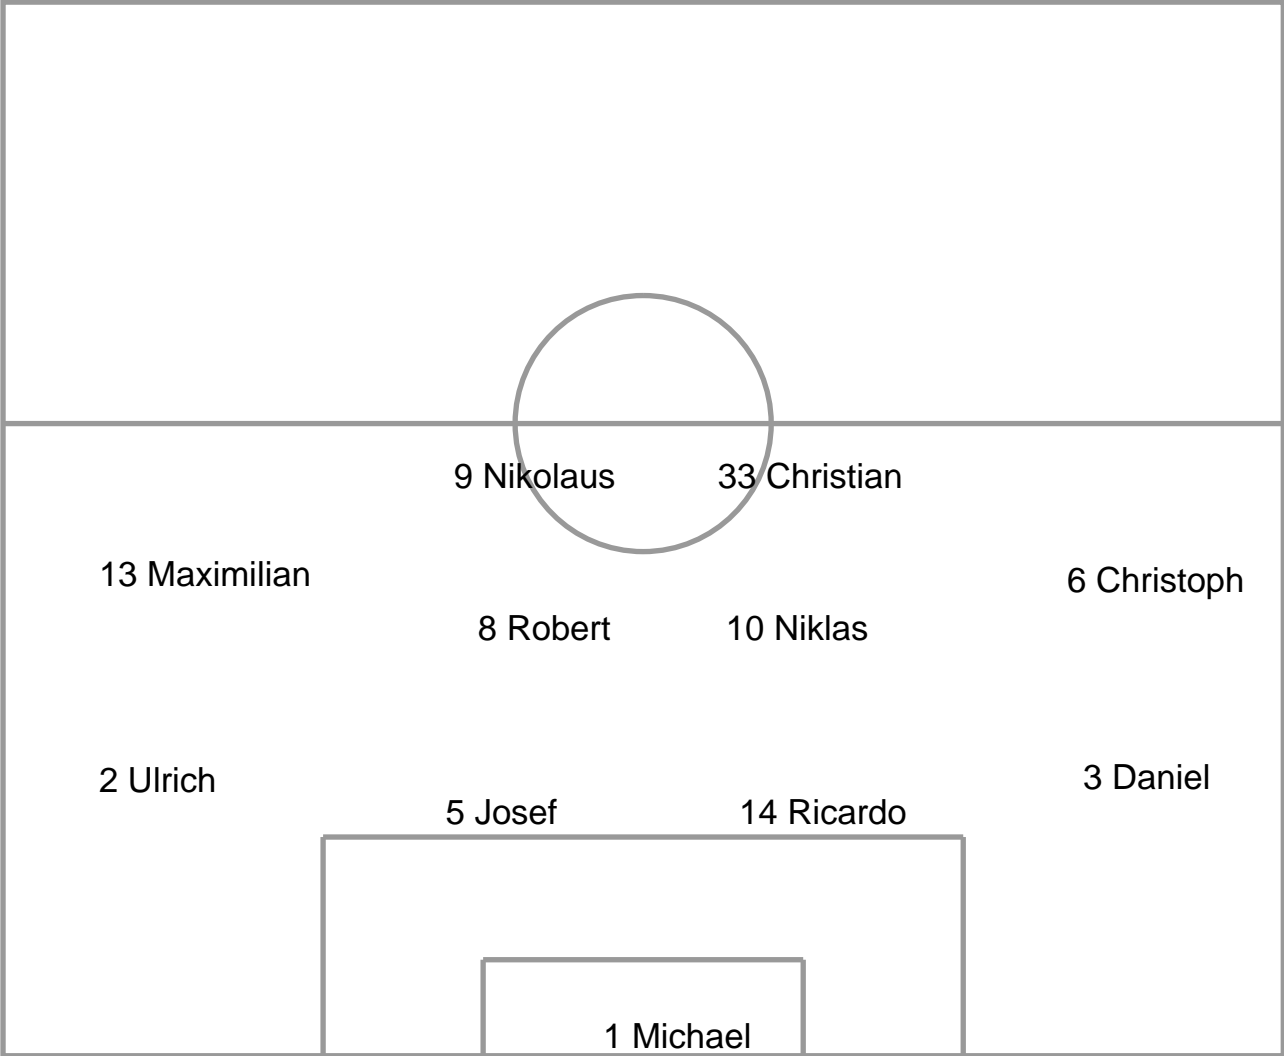 9 Nikolaus
33 Christian
13 Maximilian
6 Christoph
8 Robert
10 Niklas
2 Ulrich
3 Daniel
5 Josef
14 Ricardo
1 Michael